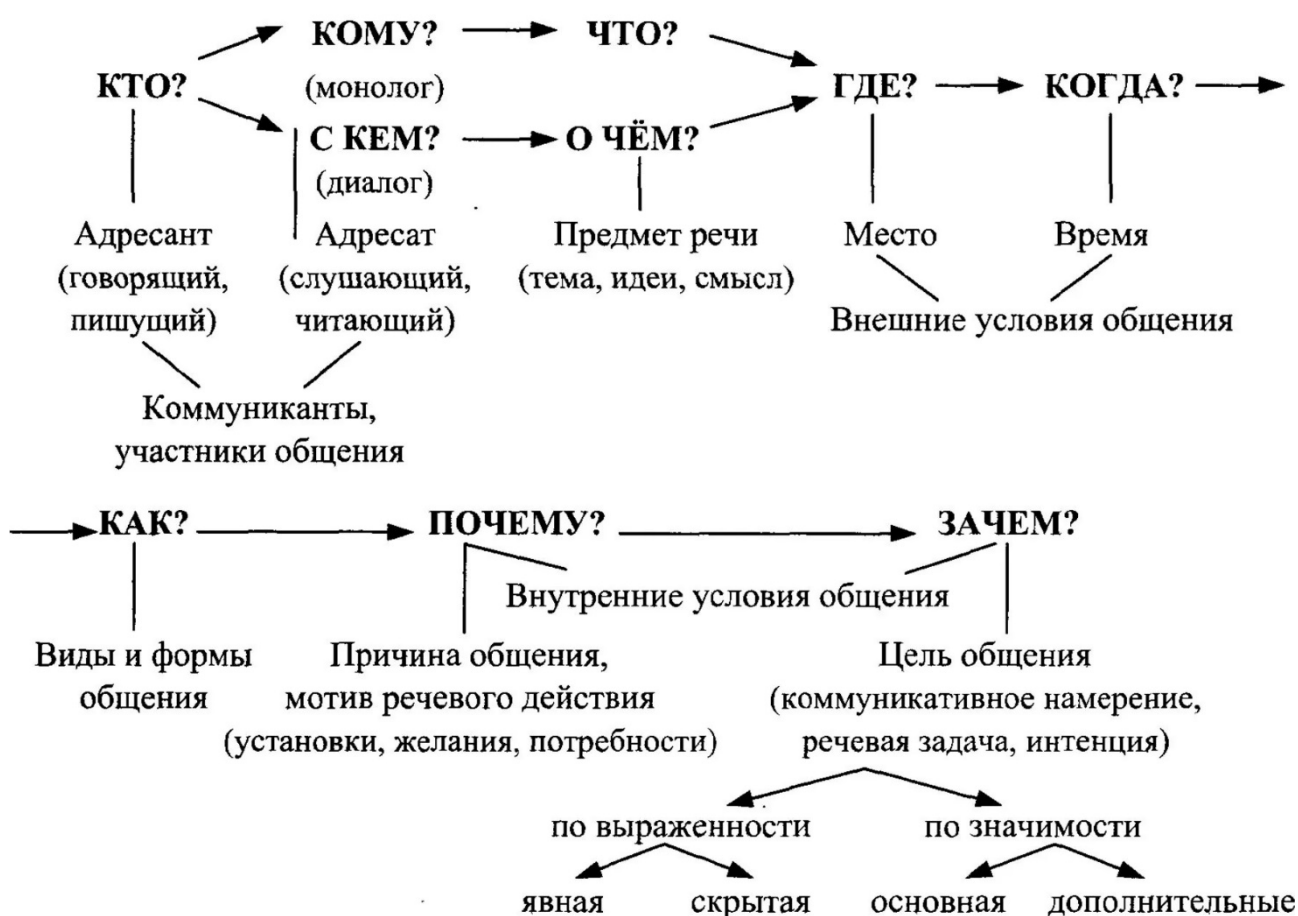 КОМУ? ЧТО?
КТО? (монолог) ГДЕ? КОГДА?
С КЕМ? О ЧЁМ?
(диалог)
Адресант Адресат Предмет речи Место Время
(говорящий, (слушающий, (тема, идеи, смысл)
пишущий) читающий) Внешние условия общения
Коммуниканты,
участники общения
КАК? ПОЧЕМУ? ЗАЧЕМ?
Внутренние условия общения
Виды и формы Причина общения, Цель общения
общения мотив речевого действия (коммуникативное намерение,
(установки, желания, потребности) речевая задача, интенция)
по выраженности по значимости
явная скрытая основная дополнительные